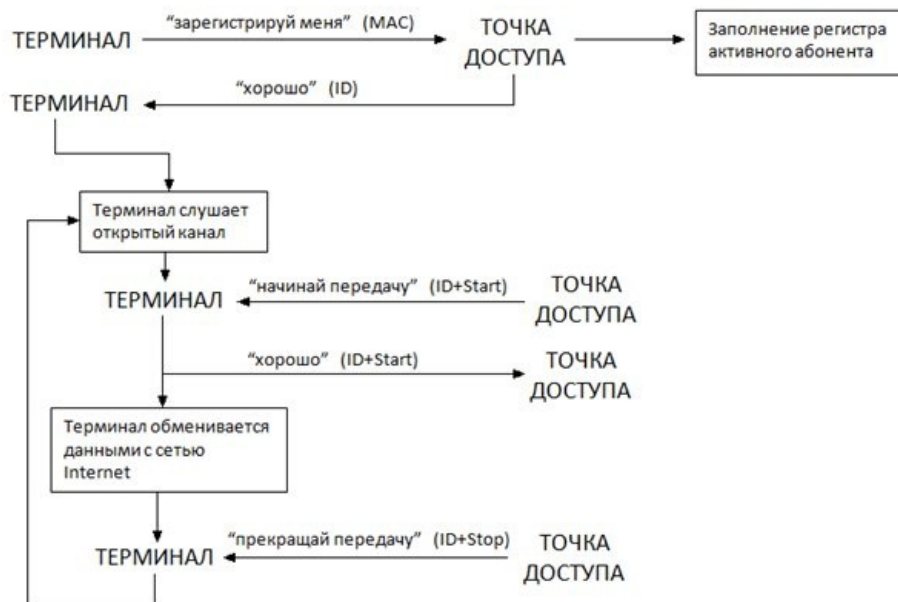 “зарегистрируй меня” (MAC)
ТЕРМИНАЛ
ТОЧКА
ДОСТУПА
Заполнение регистра
активного абонента
“хорошо” (ID)
ТЕРМИНАЛ
Терминал слушает
открытый канал
“начинай передачу” (ID+Start)
ТЕРМИНАЛ
ТОЧКА
ДОСТУПА
“хорошо” (ID+Start)
ТОЧКА
ДОСТУПА
Терминал обменивается
данными с сетью
Internet
“прекращай передачу” (ID+Stop)
ТЕРМИНАЛ
ТОЧКА
ДОСТУПА